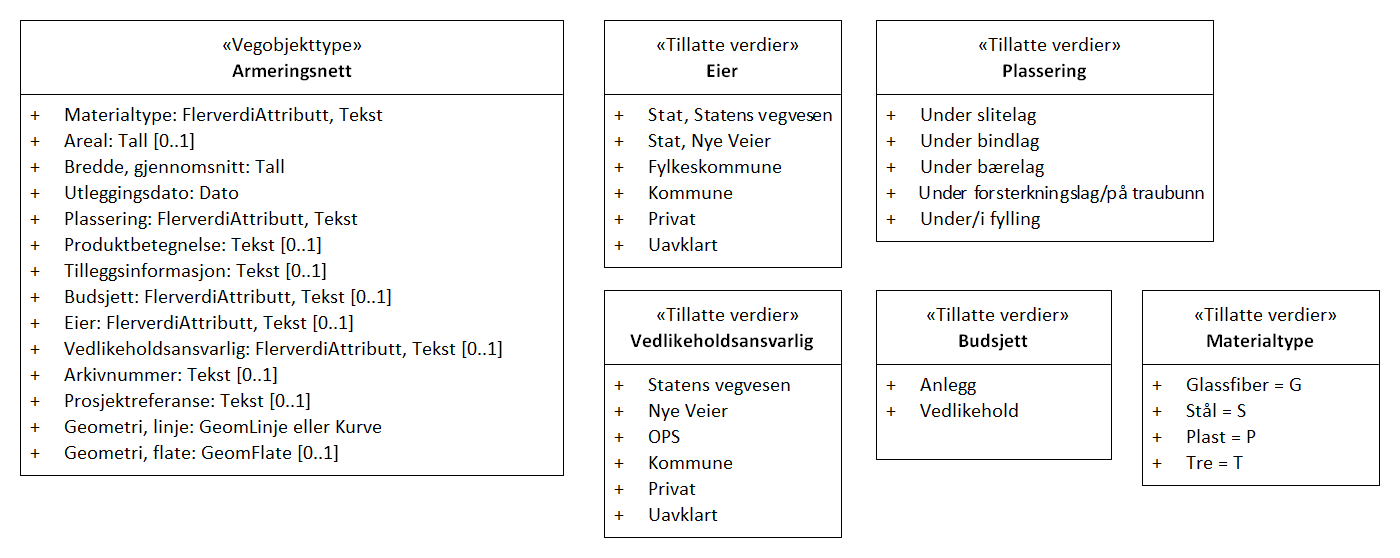 «Vegobjekttype»
Armeringsnett
+ Materialtype: FlerverdiAttributt, Tekst
+ Areal: Tall [0..1]
+ Bredde, gjennomsnitt: Tall
+ Utleggingsdato: Dato
+ Plassering: FlerverdiAttributt, Tekst
+ Produktbetegnelse: Tekst [0..1]
+ Tilleggsinformasjon: Tekst [0..1]
+ Budsjett: FlerverdiAttributt, Tekst [0..1]
+ Eier: FlerverdiAttributt, Tekst [0..1]
+ Vedlikeholdsansvarlig: FlerverdiAttributt, Tekst [0..1]
+ Arkivnummer: Tekst [0..1]
+ Prosjektreferanse: Tekst [0..1]
+ Geometri, linje: GeomLinje eller Kurve
+ Geometri, flate: GeomFlate [0..1]
«Tillatte verdier»
Eier
+ Stat, Statens vegvesen
+ Stat, Nye Veier
+ Fylkeskommune
+ Kommune
+ Privat
+ Uavklart
«Tillatte verdier»
Plassering
+ Under slitelag
+ Under bindlag
+ Under bærelag
+ Under forsterkningslag/på traubunn
+ Under/i fylling
«Tillatte verdier»
Vedlikeholdsansvarlig
+ Statens vegvesen
+ Nye Veier
+ OPS
+ Kommune
+ Privat
+ Uavklart
«Tillatte verdier»
Budsjett
+ Anlegg
+ Vedlikehold
«Tillatte verdier»
Materialtype
+ Glassfiber = G
+ Stål = S
+ Plast = P
+ Tre = T